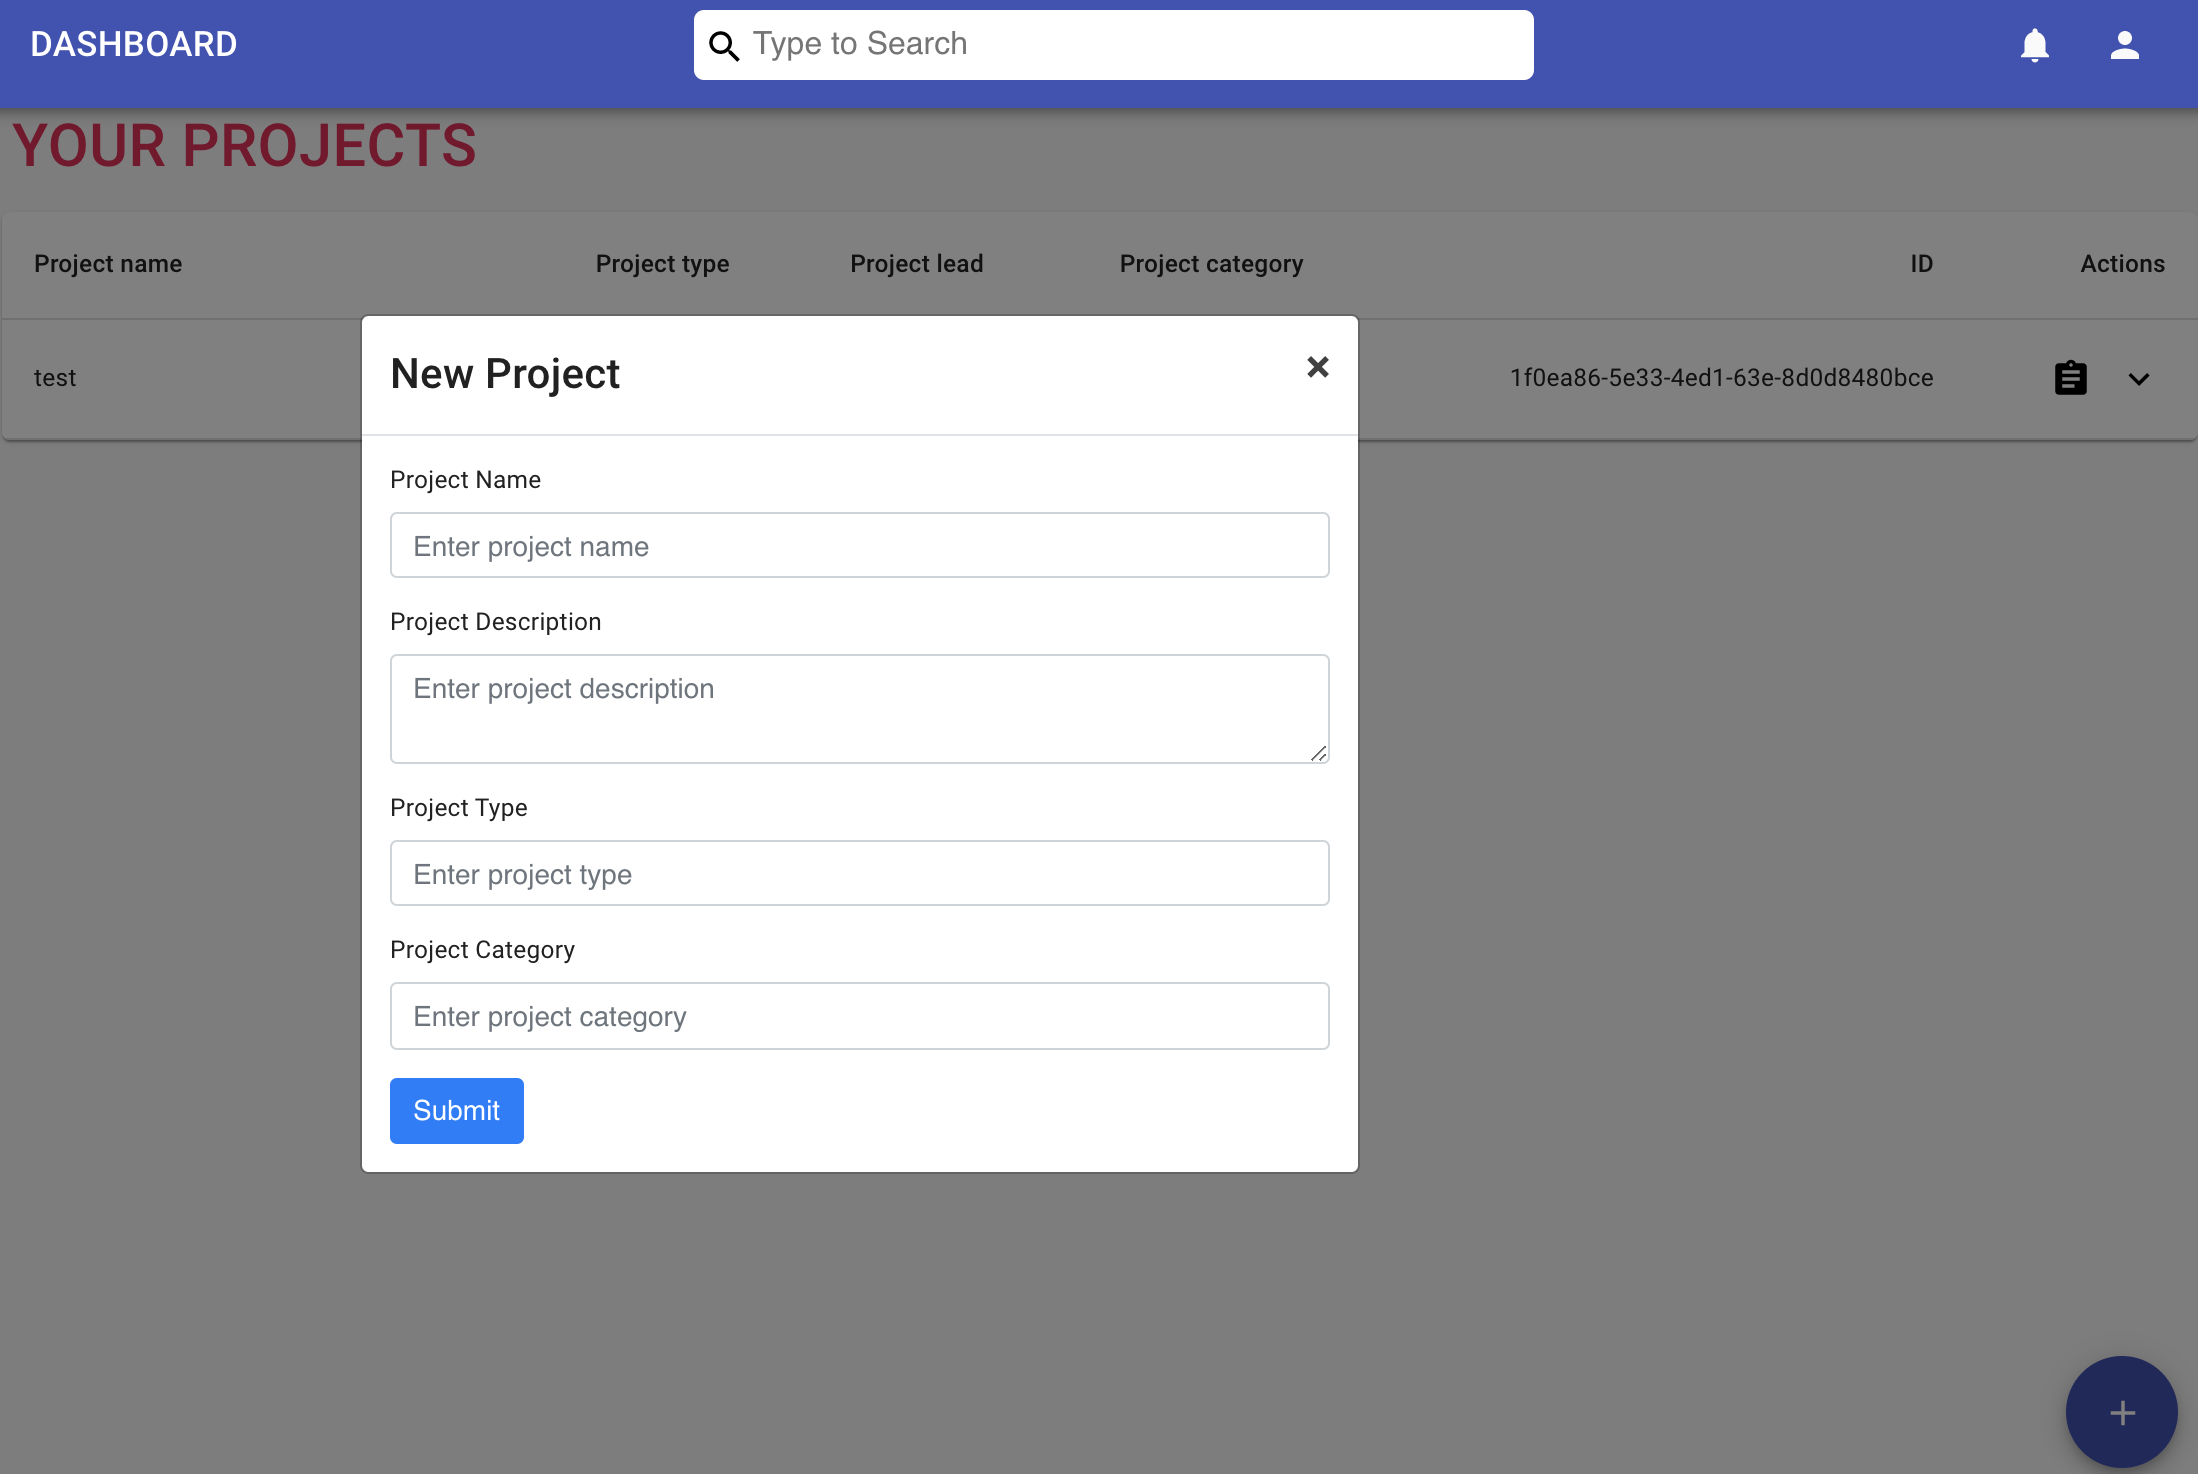 DASHBOARD
Type to Search
YOUR PROJECTS
Project name Project type Project lead Project category ID Actions
test 1f0ea86-5e33-4ed1-63e-8d0d8480bce
New Project
Project Name
Enter project name
Project Description
Enter project description
Project Type
Enter project type
Project Category
Enter project category
Submit